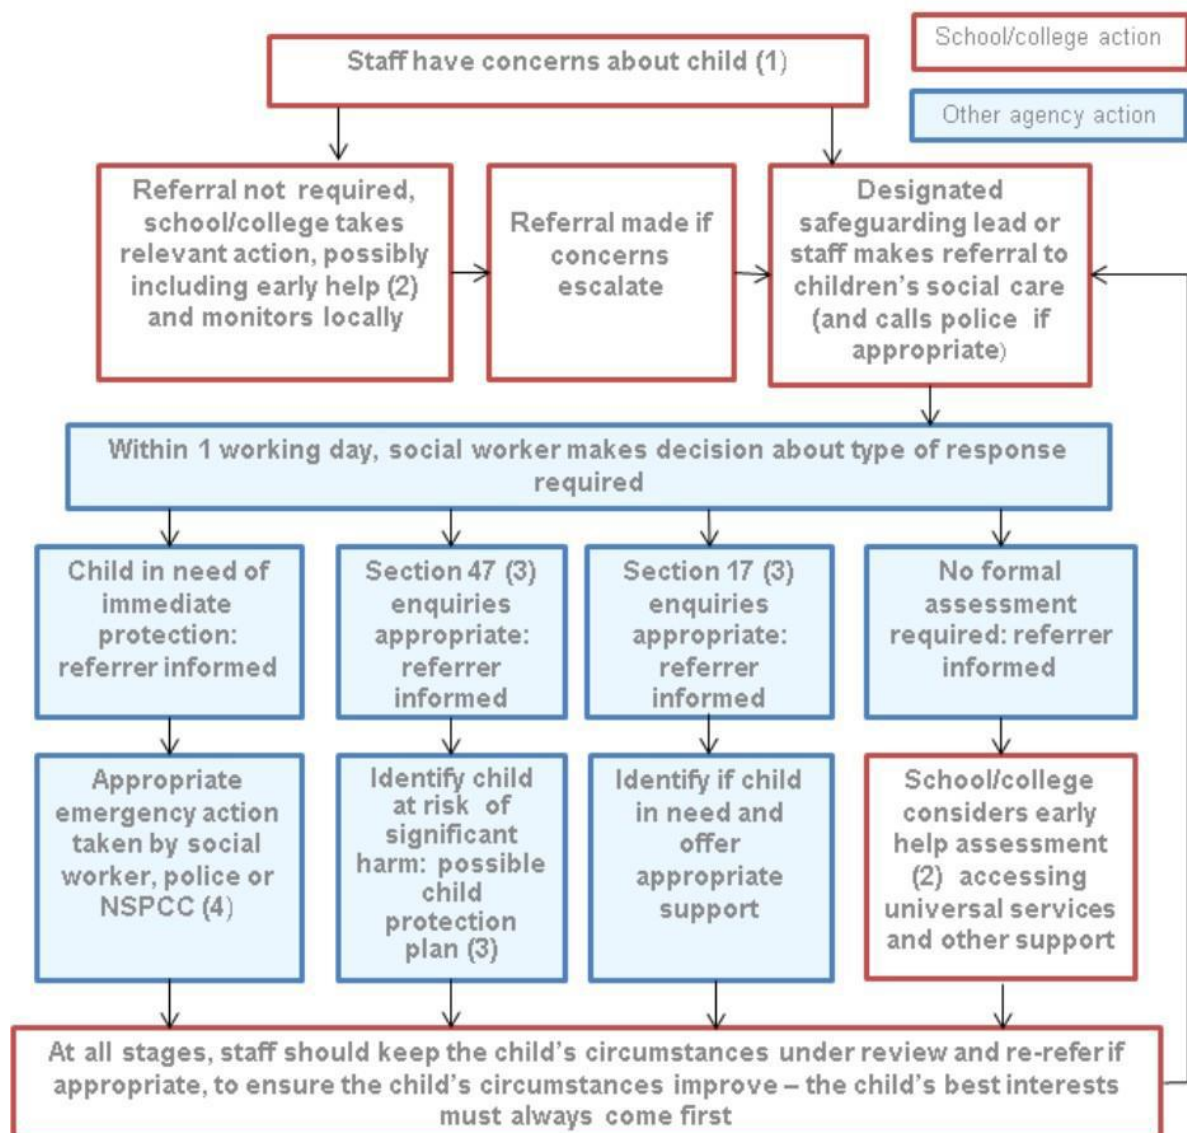 School/college action
Staff have concerns about child (1)
Other agency action
Referral not required,
school/college takes
relevant action, possibly
including early help (2)
and monitors locally
Referral made if
concerns
escalate
Designated
safeguarding lead or
staff makes referral to
children's social care
(and calls police if
appropriate)
Within 1 working day, social worker makes decision about type of response
required
Child in need of
immediate
protection:
referrer informed
Section 47 (3)
enquiries
appropriate:
referrer
informed
Section 17 (3)
enquiries
appropriate:
referrer
informed
No formal
assessment
required: referrer
informed
Appropriate
emergency action
taken by social
worker, police or
NSPCC (4)
Identify child
at risk of
significant
harm: possible
child
protection
plan (3)
Identify if child
in need and
offer
appropriate
support
School/college
considers early
help assessment
(2) accessing
universal services
and other support
At all stages, staff should keep the child's circumstances under review and re-refer if
appropriate, to ensure the child's circumstances improve – the child's best interests
must always come first